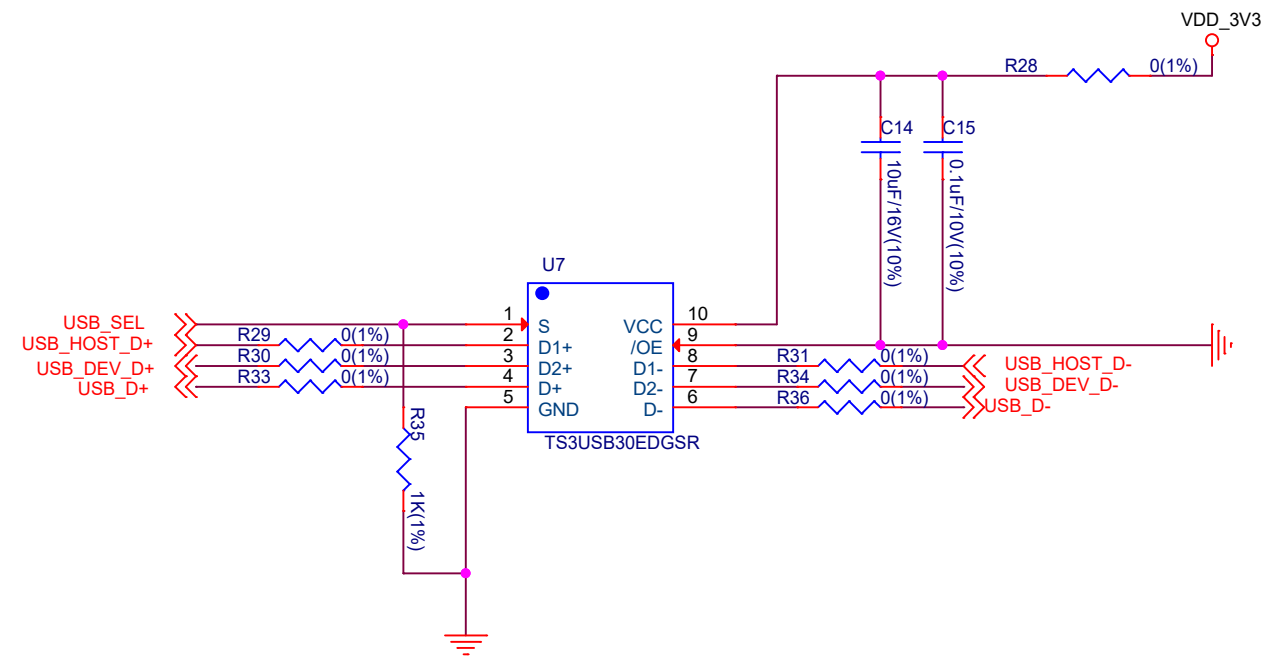 VDD_3V3
R28
0(1%)
C14
C15
10uF/16V(10%)
0.1uF/10V(10%)
U7
USB_SEL
1
S
VCC
10
USB_HOST_D+
R29
0(1%)
2
D1+
/OE
9
USB_DEV_D+
R30
0(1%)
3
D2+
D1-
8
R31
0(1%)
USB_HOST_D-
USB_D+
R33
0(1%)
4
D+
D2-
7
R34
0(1%)
USB_DEV_D-
5
GND
D-
6
R36
0(1%)
USB_D-
TS3USB30EDGSR
R35
1K(1%)